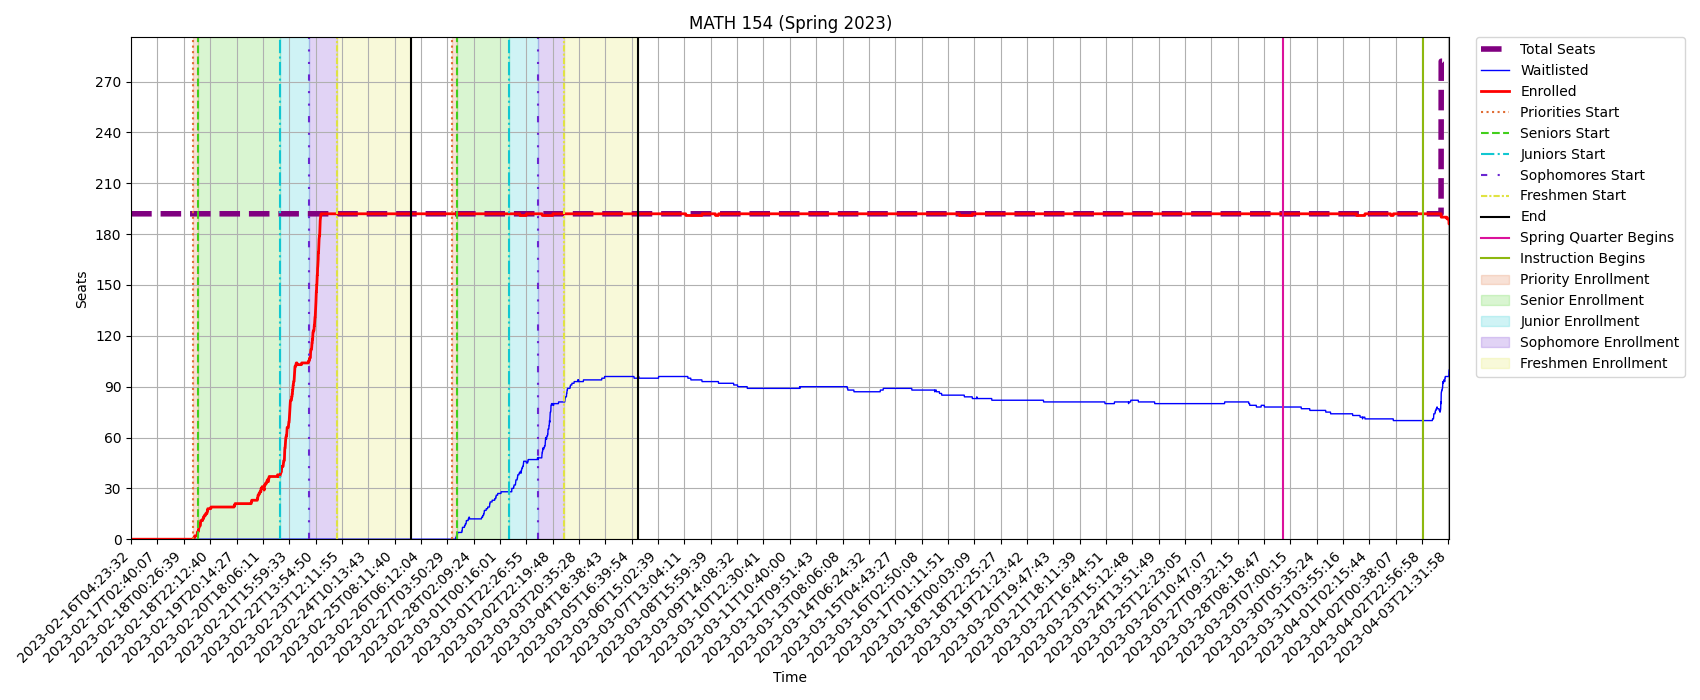 MATH 154 (Spring 2023)
Seats
270
240
210
180
150
120
90
60
30
0
2023-02-16T04:23:32
2023-02-17T02:40:07
2023-02-18T00:26:39
2023-02-18T22:12:40
2023-02-19T20:14:27
2023-02-20T18:06:11
2023-02-21T15:59:33
2023-02-22T13:54:50
2023-02-23T12:11:55
2023-02-24T10:13:43
2023-02-25T08:11:40
2023-02-26T06:12:04
2023-02-27T03:50:29
2023-02-28T02:09:24
2023-03-01T00:16:01
2023-03-01T22:26:55
2023-03-02T22:19:48
2023-03-03T20:35:28
2023-03-04T18:38:43
2023-03-05T16:39:54
2023-03-06T15:02:39
2023-03-07T13:04:11
2023-03-08T15:59:39
2023-03-09T14:08:32
2023-03-10T12:30:41
2023-03-11T10:40:00
2023-03-12T09:51:43
2023-03-13T08:06:08
2023-03-14T06:24:32
2023-03-15T04:43:27
2023-03-16T02:50:08
2023-03-17T01:11:51
2023-03-18T00:03:09
2023-03-18T22:25:27
2023-03-19T21:23:42
2023-03-20T19:47:43
2023-03-21T18:11:39
2023-03-22T16:44:51
2023-03-23T15:12:48
2023-03-24T13:51:49
2023-03-25T12:23:05
2023-03-26T10:47:07
2023-03-27T09:32:15
2023-03-28T08:18:47
2023-03-29T07:00:15
2023-03-30T05:35:24
2023-03-31T03:55:16
2023-04-01T02:15:44
2023-04-02T00:38:07
2023-04-02T22:56:58
2023-04-03T21:31:58
Time
Total Seats
Waitlisted
Enrolled
Priorities Start
Seniors Start
Juniors Start
Sophomores Start
Freshmen Start
End
Spring Quarter Begins
Instruction Begins
Priority Enrollment
Senior Enrollment
Junior Enrollment
Sophomore Enrollment
Freshmen Enrollment